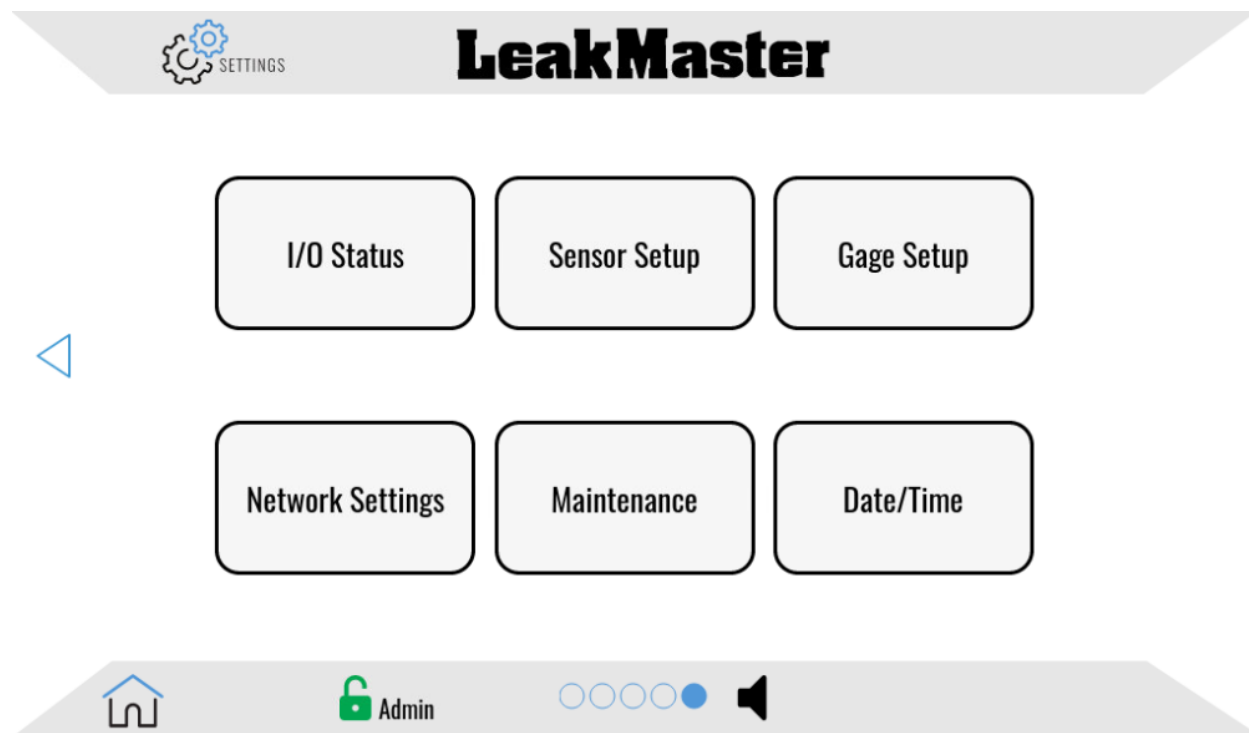 SETTINGS
LeakMaster
I/O Status
Sensor Setup
Gage Setup
Network Settings
Maintenance
Date/Time
Admin